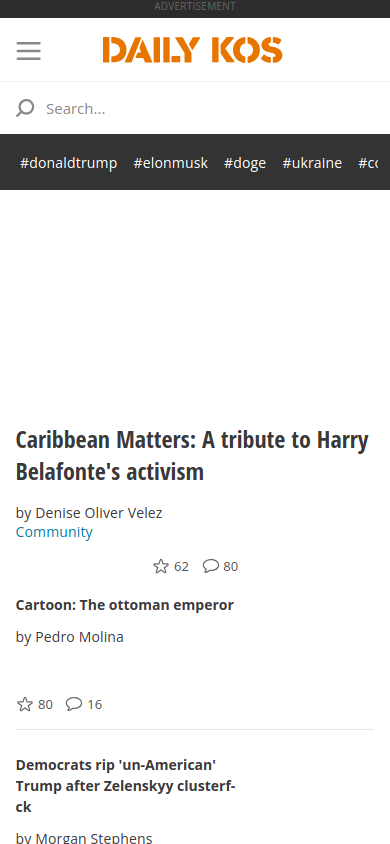 ADVERTISEMENT
DAILY KOS
Search...
#donaldtrump #elonmusk #doge #ukraine
Caribbean Matters: A tribute to Harry
Belafonte's activism
by Denise Oliver Velez
Community
62 80
Cartoon: The ottoman emperor
by Pedro Molina
80 16
Democrats rip 'un-American'
Trump after Zelenskyy clusterf-
ck
by Morgan Stephens